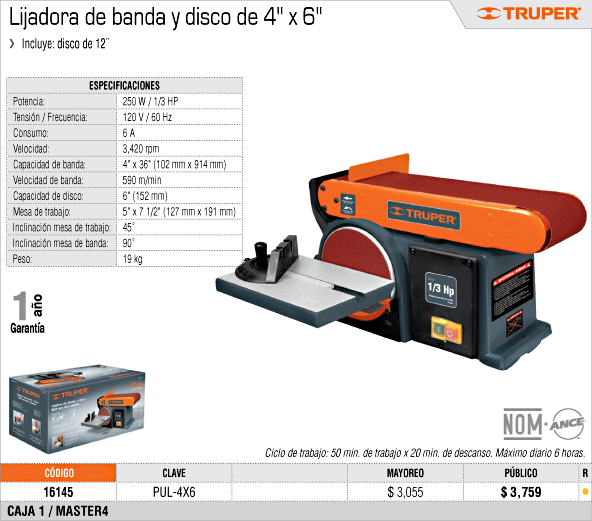 Lijadora de banda y disco de 4" x 6"
TRUPER®
Incluye: disco de 12¨
ESPECIFICACIONES
Potencia: 250 W / 1/3 HP
Tensión / Frecuencia: 120 V / 60 Hz
Consumo: 6 A
Velocidad: 3,420 rpm
Capacidad de banda: 4" x 36" (102 mm x 914 mm)
Velocidad de banda: 590 m/min
Capacidad de disco: 6" (152 mm)
Mesa de trabajo: 5" x 7 1/2" (127 mm x 191 mm)
Inclinación mesa de trabajo: 45°
Inclinación mesa de banda: 90°
Peso: 19 kg
TRUPER
1/3 Hp
1 año
Garantía
TRUPER
NOM-ANCE
Ciclo de trabajo: 50 min. de trabajo x 20 min. de descanso. Máximo diario 6 horas.
CÓDIGO CLAVE MAYOREO PÚBLICO R
16145 PUL-4X6 $ 3,055 $ 3,759
CAJA 1 / MASTER4